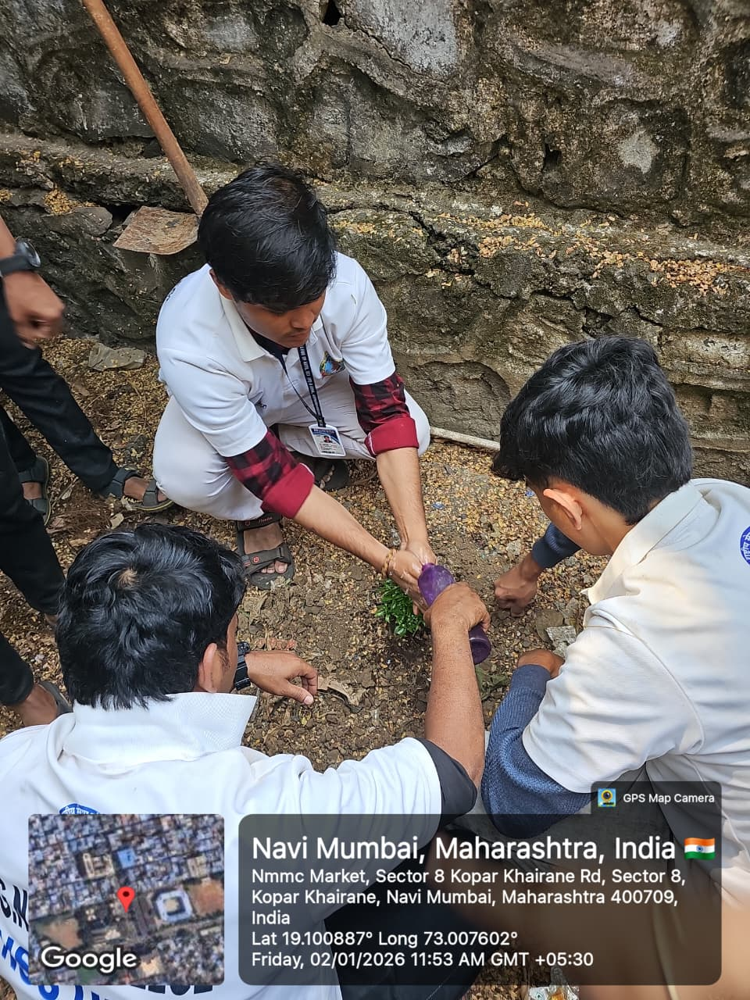 GPS Map Camera
Navi Mumbai, Maharashtra, India
Nmmc Market, Sector 8 Kopar Khairane Rd, Sector 8,
Kopar Khairane, Navi Mumbai, Maharashtra 400709,
India
Lat 19.100887° Long 73.007602°
Friday, 02/01/2026 11:53 AM GMT +05:30
Google